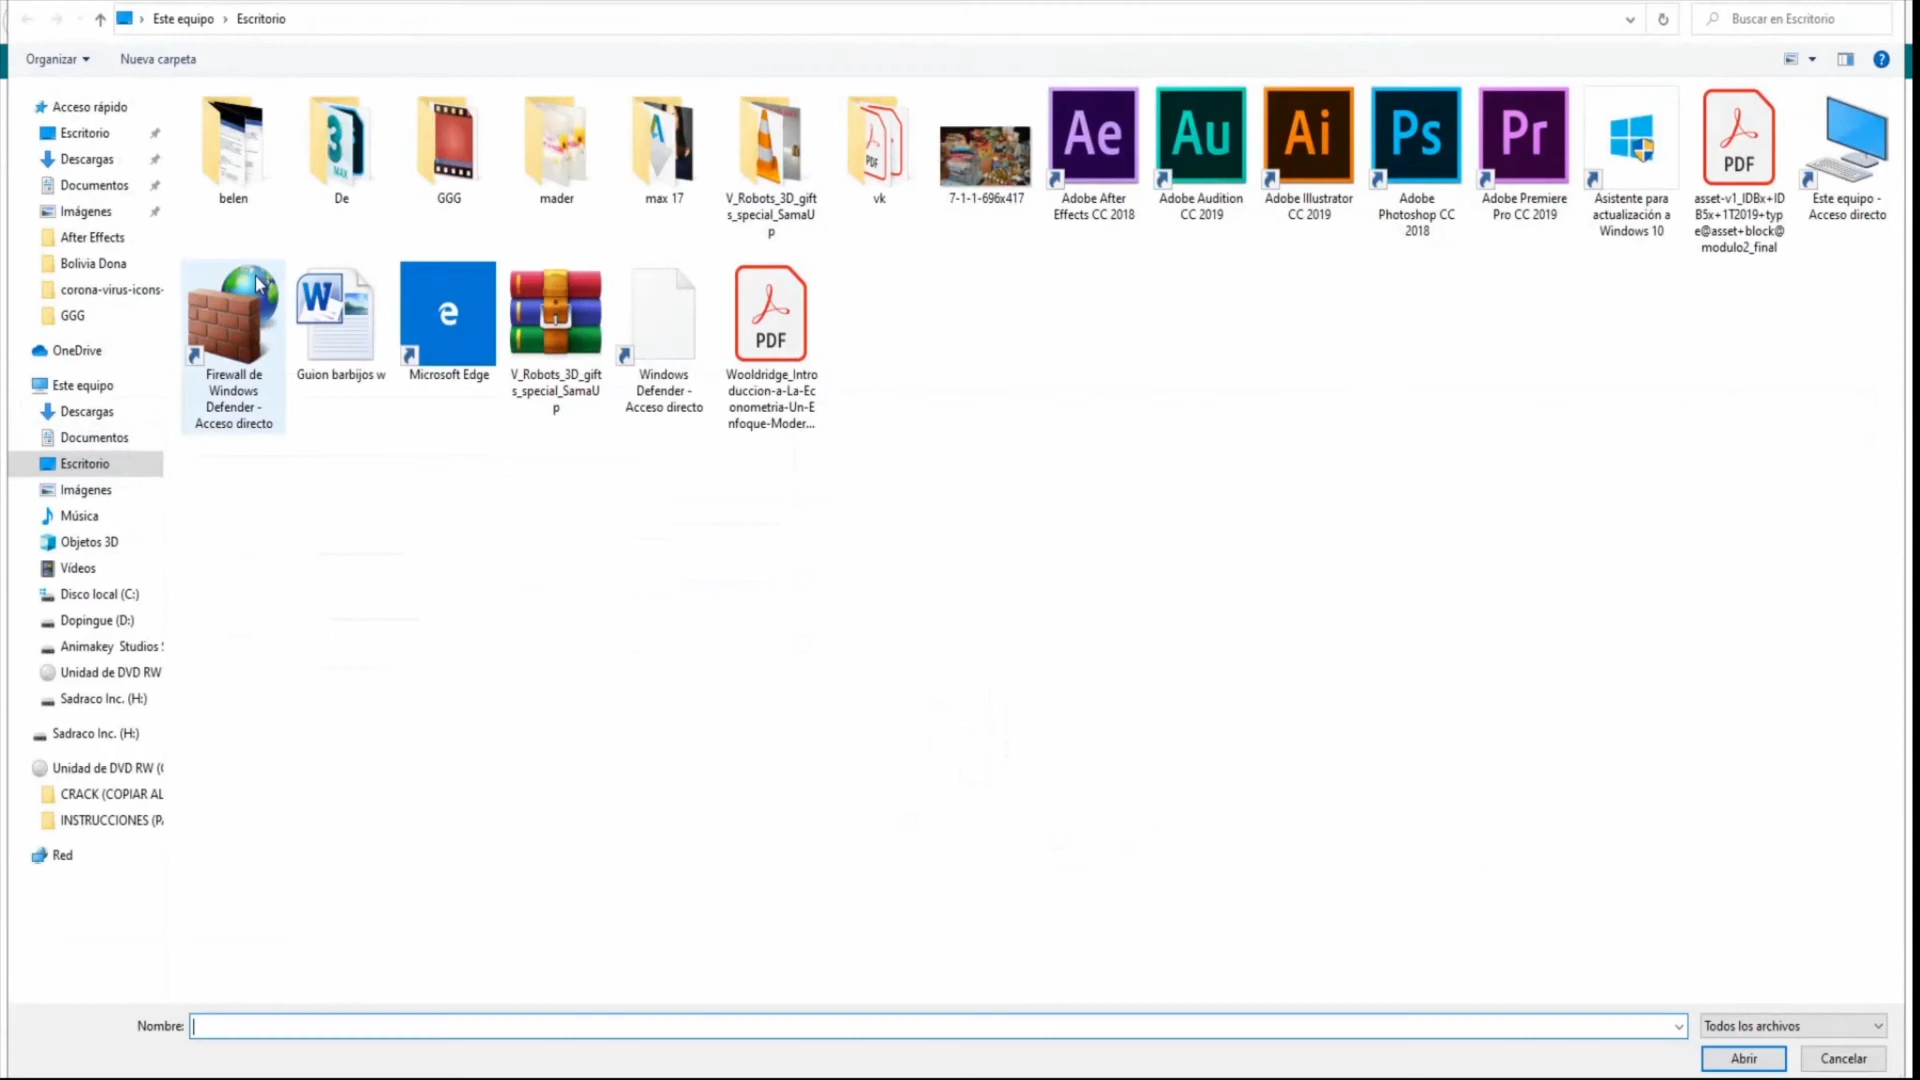 Este equipo › Escritorio
Buscar en Escritorio
Organizar
Nueva carpeta
Acceso rápido
Escritorio
Descargas
Documentos
Imágenes
After Effects
Bolivia Dona
corona-virus-icons-
GGG
OneDrive
Este equipo
Descargas
Documentos
Escritorio
Imágenes
Música
Objetos 3D
Vídeos
Disco local (C:)
Dopingue (D:)
Animakey Studios
Unidad de DVD RW
Sadraco Inc. (H:)
Sadraco Inc. (H:)
Unidad de DVD RW (
CRACK (COPIAR AL
INSTRUCCIONES (P
Red
belen
3
MAX
De
GGG
mader
A
max 17
V_Robots_3D_gift
s_special_SamaU
p
PDF
vk
7-1-1-696x417
Ae
Adobe After
Effects CC 2018
Au
Adobe Audition
CC 2019
Ai
Adobe Illustrator
CC 2019
Ps
Adobe
Photoshop CC
2018
Pr
Adobe Premiere
Pro CC 2019
Asistente para
actualización a
Windows 10
PDF
asset-v1_IDBx+ID
B5x+1T2019+typ
e@asset+block@
modulo2_final
Este equipo -
Acceso directo
Firewall de
Windows
Defender -
Acceso directo
W
Guion barbijos w
e
Microsoft Edge
V_Robots_3D_gift
s_special_SamaU
p
Windows
Defender -
Acceso directo
PDF
Wooldridge_Intro
duccion-a-La-Ec
onometria-Un-E
nfoque-Moder...
Nombre:
Todos los archivos
Abrir
Cancelar